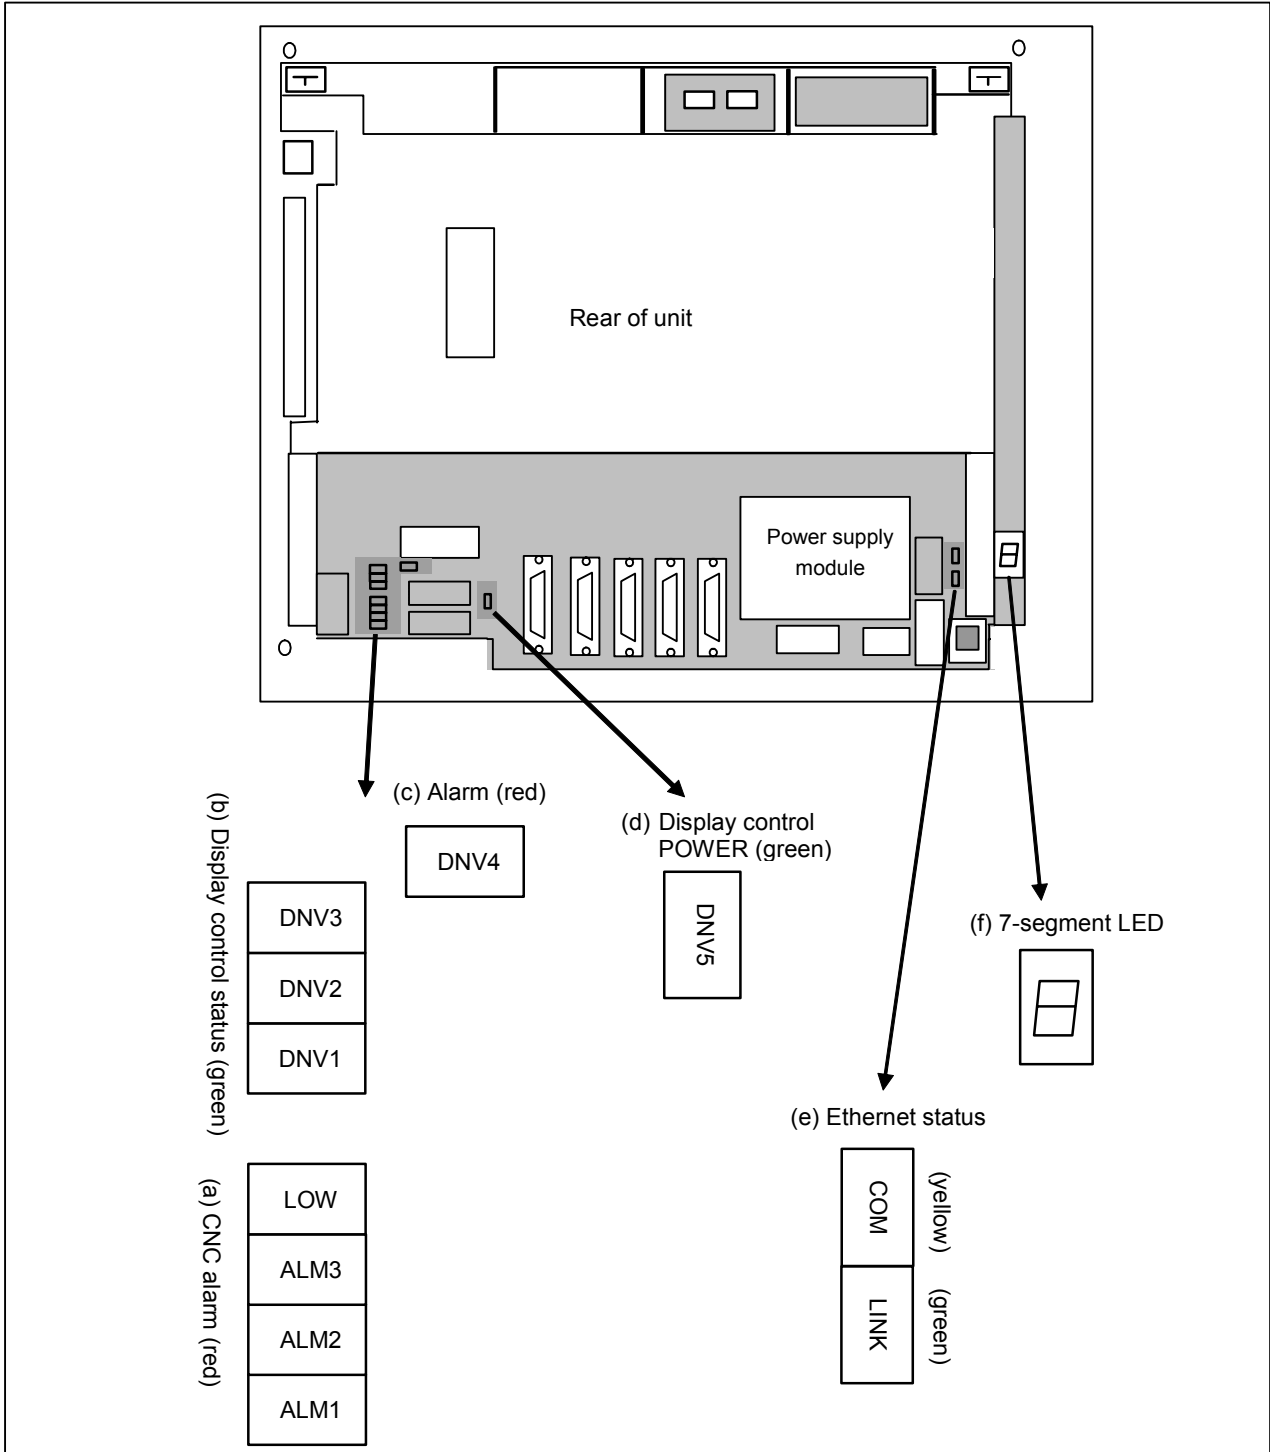 Rear of unit
Power supply
module
(c) Alarm (red)
DNV4
(b) Display control status (green)
DNV3
DNV2
DNV1
(d) Display control
POWER (green)
DNV5
(f) 7-segment LED
(e) Ethernet status
COM
(yellow)
LINK
(green)
(a) CNC alarm (red)
LOW
ALM3
ALM2
ALM1